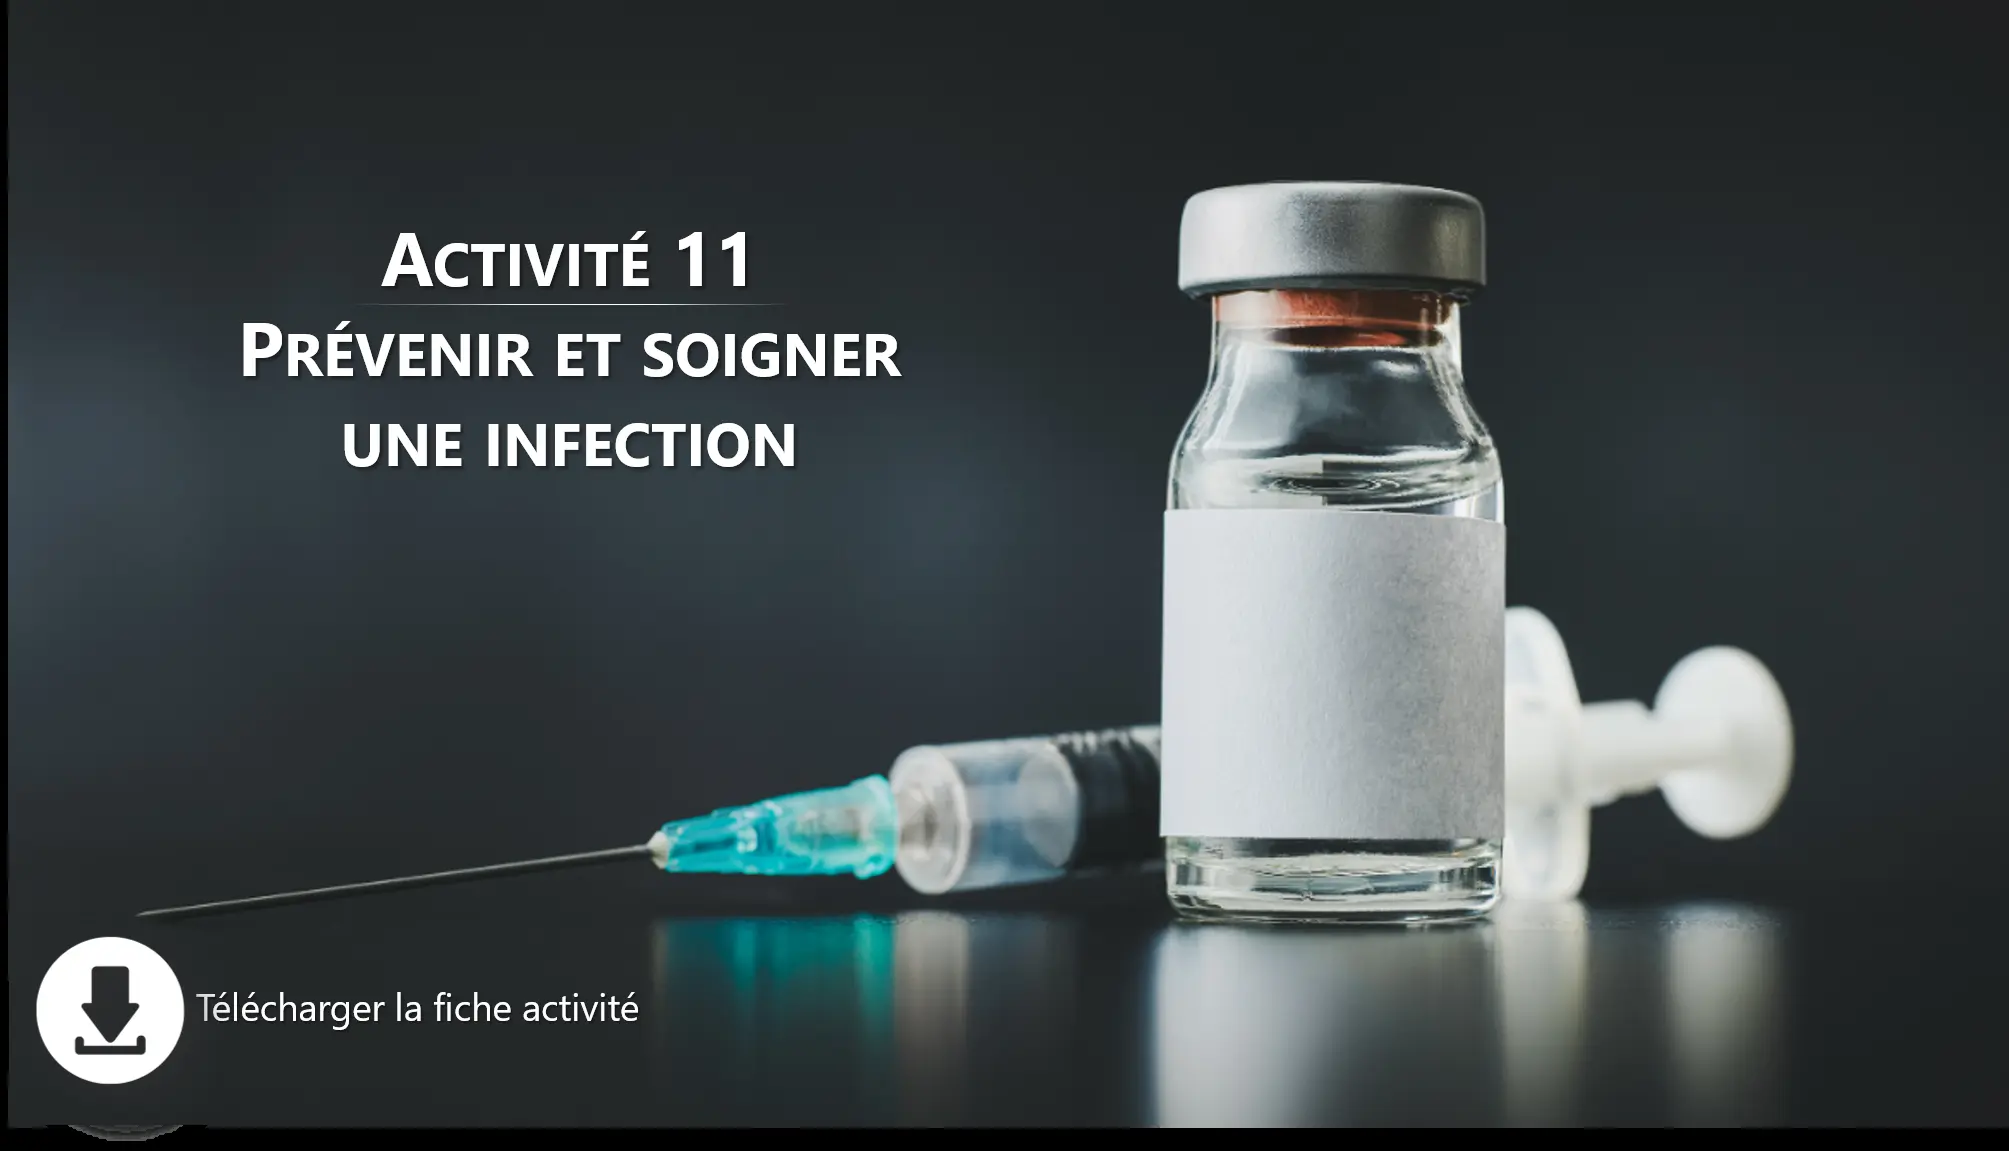 Activité 11
Prévenir et soigner
une infection
Télécharger la fiche activité